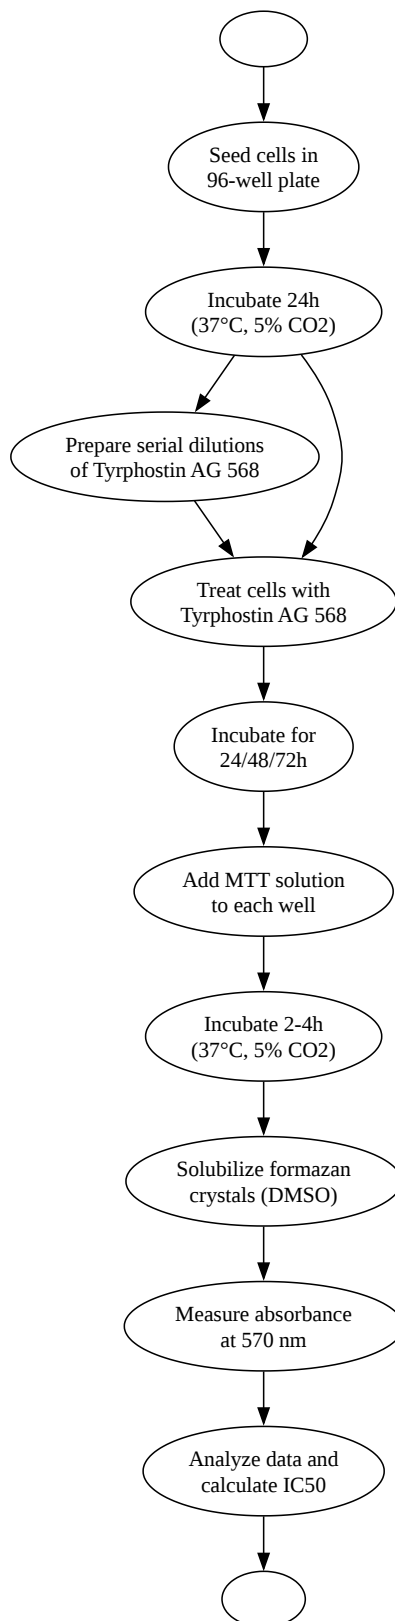 Seed cells in
96-well plate
Incubate 24h
(37°C, 5% CO2)
Prepare serial dilutions
of Tyrphostin AG 568
Treat cells with
Tyrphostin AG 568
Incubate for
24/48/72h
Add MTT solution
to each well
Incubate 2-4h
(37°C, 5% CO2)
Solubilize formazan
crystals (DMSO)
Measure absorbance
at 570 nm
Analyze data and
calculate IC50